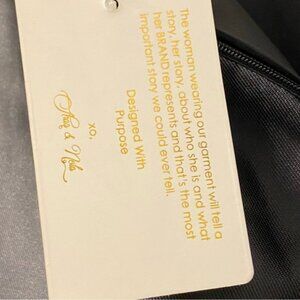 The woman wearing our garment will tell a
story, her story, about who she is and what
her BRAND represents and that's the most
important story we could ever tell.
Designed With
Purpose
xo,